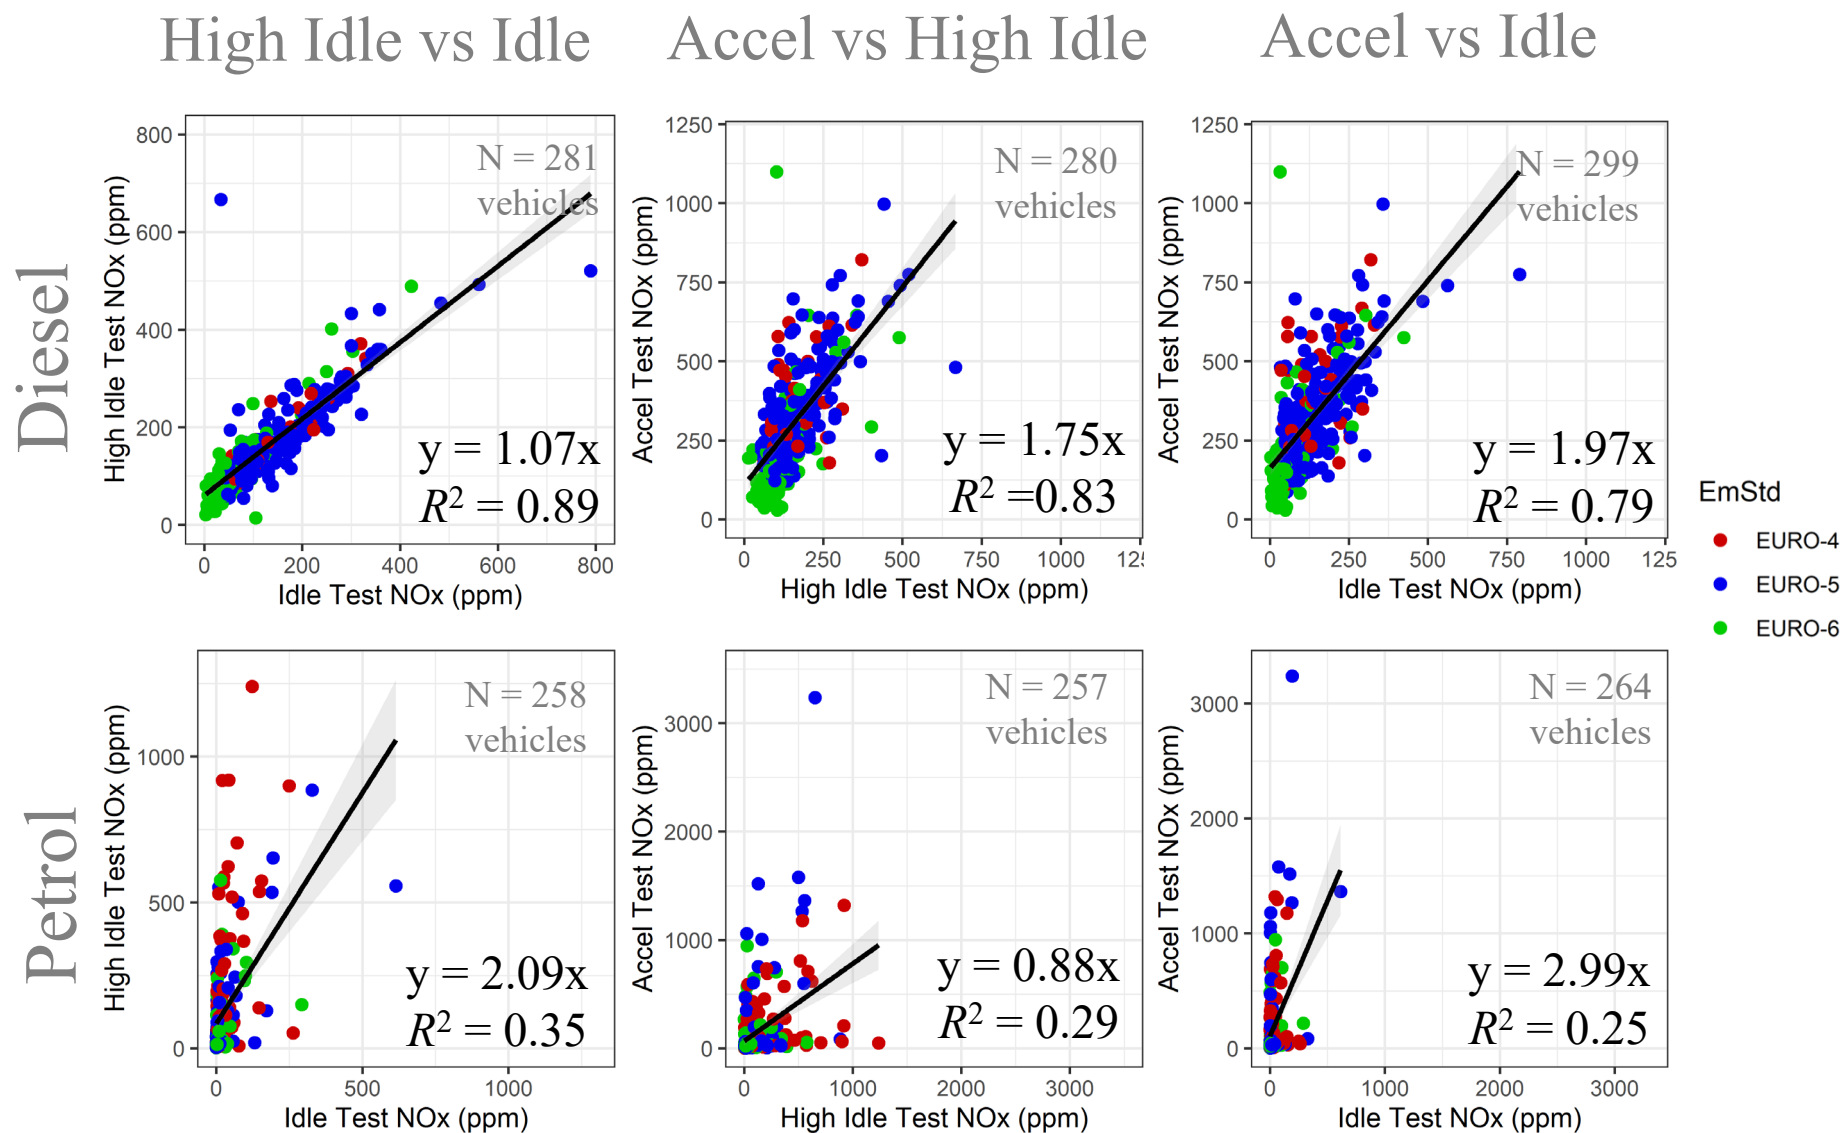 High Idle vs Idle
Accel vs High Idle
Accel vs Idle
Diesel
High Idle Test NOx (ppm)
800
600
400
200
0
N = 281
vehicles
y = 1.07x
R² = 0.89
0 200 400 600 800
Idle Test NOx (ppm)
Accel Test NOx (ppm)
1250
1000
750
500
250
0
N = 280
vehicles
y = 1.75x
R² =0.83
0 250 500 750 1000 125
High Idle Test NOx (ppm)
Accel Test NOx (ppm)
1250
1000
750
500
250
0
N = 299
vehicles
y = 1.97x
R² = 0.79
0 250 500 750 1000 125
Idle Test NOx (ppm)
EmStd
EURO-4
EURO-5
EURO-6
Petrol
High Idle Test NOx (ppm)
1000
500
0
N = 258
vehicles
y = 2.09x
R² = 0.35
0 500 1000
Idle Test NOx (ppm)
Accel Test NOx (ppm)
3000
2000
1000
0
N = 257
vehicles
y = 0.88x
R² = 0.29
0 1000 2000 3000
High Idle Test NOx (ppm)
Accel Test NOx (ppm)
3000
2000
1000
0
N = 264
vehicles
y = 2.99x
R² = 0.25
0 1000 2000 3000
Idle Test NOx (ppm)